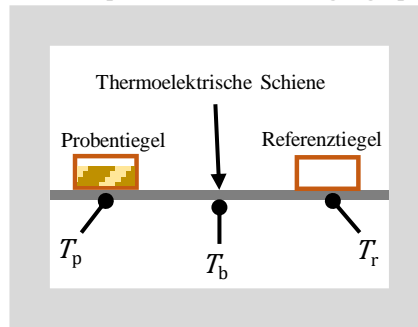 Thermoelektrische Schiene
Probentiegel
Referenztiegel
Tp
Tb
Tr